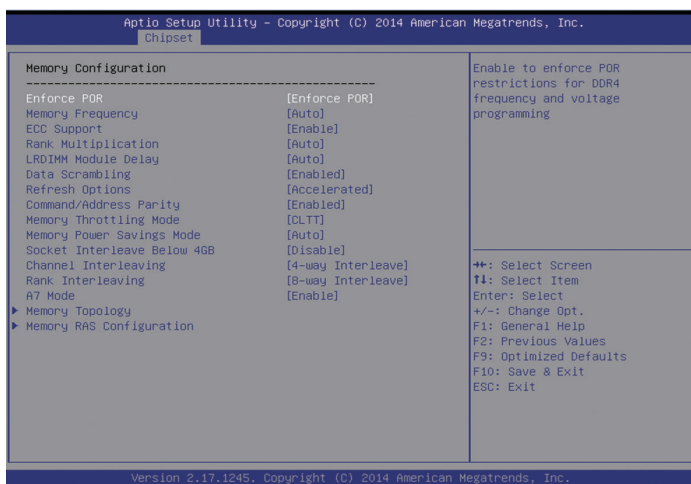 Aptio Setup Utility – Copyright (C) 2014 American Megatrends, Inc.
Chipset
Memory Configuration
----------------------------------------------------
Enforce POR [Enforce POR]
Memory Frequency [Auto]
ECC Support [Enable]
Rank Multiplication [Auto]
LRDIMM Module Delay [Auto]
Data Scrambling [Enabled]
Refresh Options [Accelerated]
Command/Address Parity [Enabled]
Memory Throttling Mode [CLTT]
Memory Power Savings Mode [Auto]
Socket Interleave Below 4GB [Disable]
Channel Interleaving [4-way Interleave]
Rank Interleaving [8-way Interleave]
A7 Mode [Enable]
▶ Memory Topology
▶ Memory RAS Configuration
Enable to enforce POR
restrictions for DDR4
frequency and voltage
programming
→←: Select Screen
↑↓: Select Item
Enter: Select
+/-: Change Opt.
F1: General Help
F2: Previous Values
F9: Optimized Defaults
F10: Save & Exit
ESC: Exit
Version 2.17.1245. Copyright (C) 2014 American Megatrends, Inc.